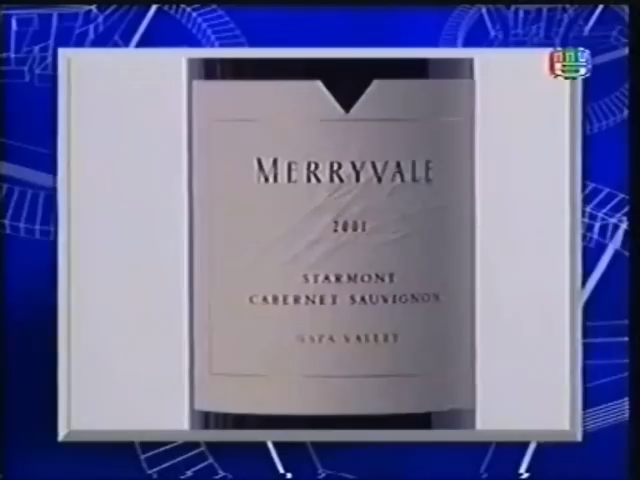 MERRYVALE
2001
STARMONT
CABERNET SAUVIGNON
NAPA VALLEY